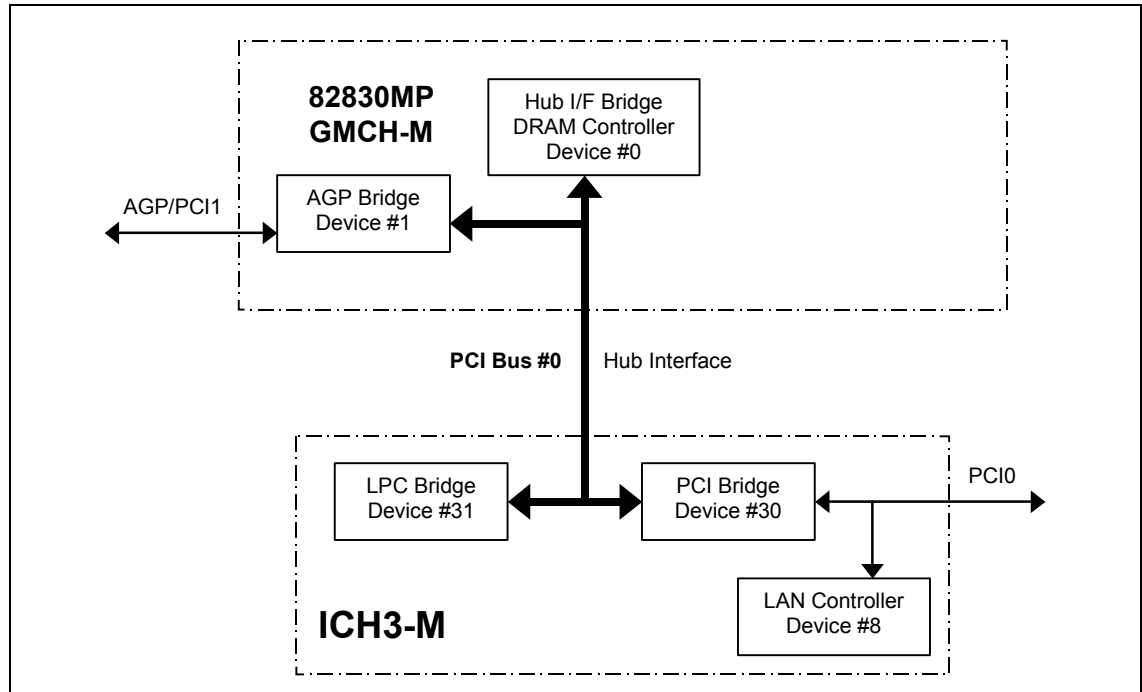 82830MP
GMCH-M
Hub I/F Bridge
DRAM Controller
Device #0
AGP/PCI1
AGP Bridge
Device #1
PCI Bus #0
Hub Interface
LPC Bridge
Device #31
PCI Bridge
Device #30
PCI0
LAN Controller
Device #8
ICH3-M